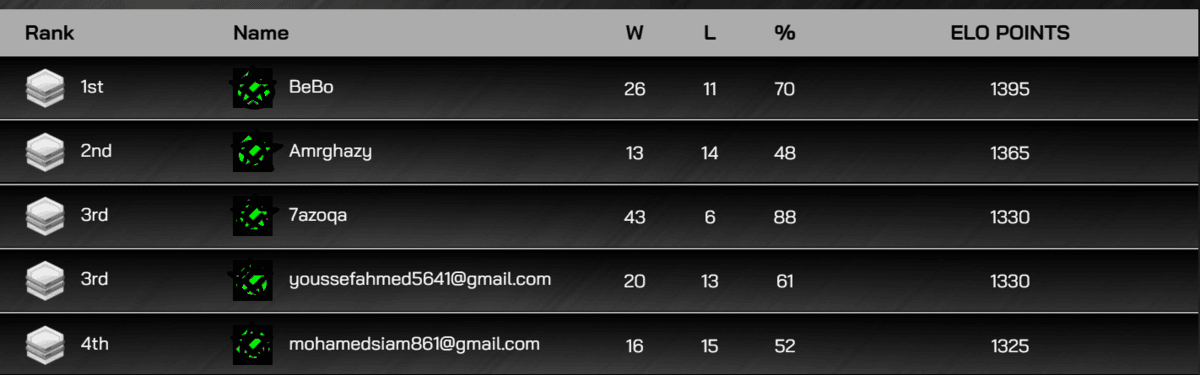 Rank Name W L % ELO POINTS
1st BeBo 26 11 70 1395
2nd Amrghazy 13 14 48 1365
3rd 7azoqa 43 6 88 1330
3rd youssefahmed5641@gmail.com 20 13 61 1330
4th mohamedsiam861@gmail.com 16 15 52 1325